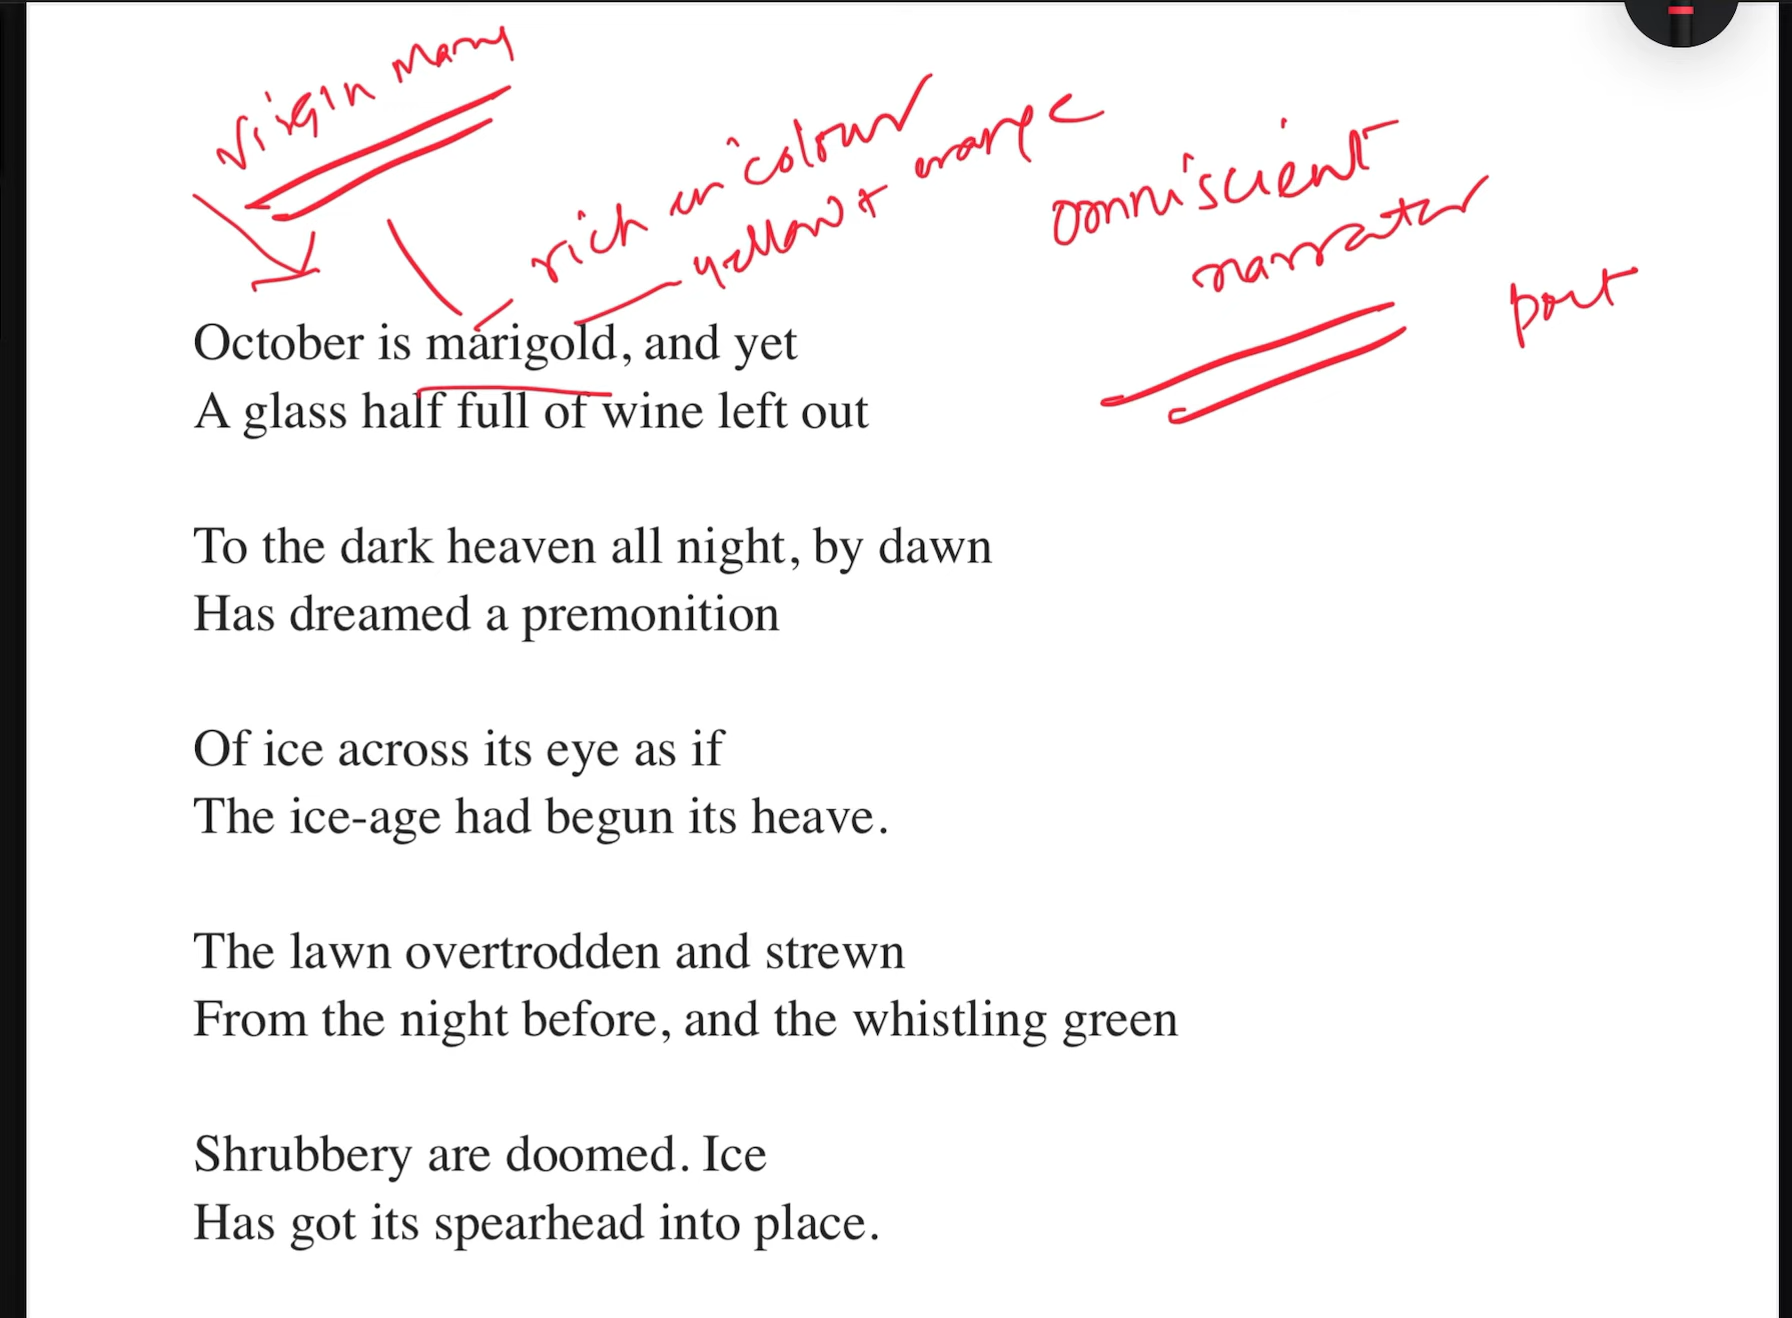 Virgin Mary
rich in colour
yellow + orange
omniscient
narrator
October is marigold, and yet
A glass half full of wine left out
To the dark heaven all night, by dawn
Has dreamed a premonition
Of ice across its eye as if
The ice-age had begun its heave.
The lawn overtrodden and strewn
From the night before, and the whistling green
Shrubbery are doomed. Ice
Has got its spearhead into place.